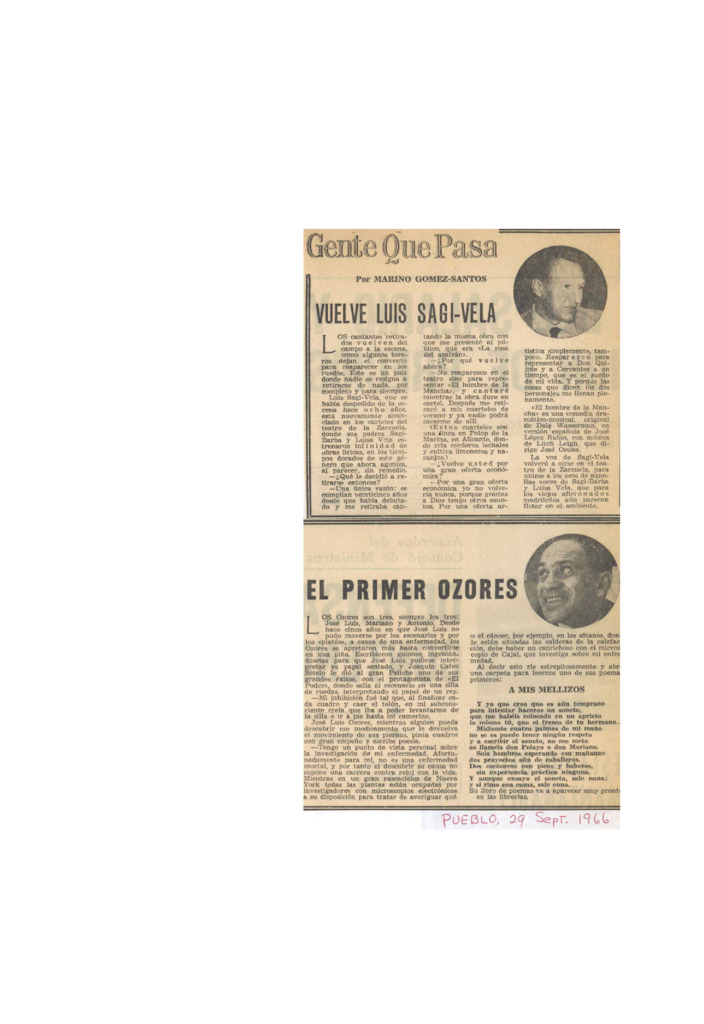 Gente Que Pasa
Por MARINO GOMEZ-SANTOS
VUELVE LUIS SAGI-VELA
LOS cantantes retira-
dos vuelven del
campo a la escena,
como algunos tore-
ros dejan el convento
para reaparecer en los
ruedos. Este es un país
donde nadie se resigna a
retirarse de nada, por
completo y para siempre.
Luis Sagi-Vela, que se
había despedido de la es-
cena hace ocho años,
está nuevamente anun-
ciado en los carteles del
teatro de la Zarzuela,
donde sus padres Sagi-
Barba y Luisa Vela es-
trenaron infinidad de
obras líricas, en los tiem-
pos dorados de este gé-
nero que ahora agoniza,
al parecer, sin remedio.
—¿Qué le decidió a re-
tirarse entonces?
—Una única razón: se
cumplían veinticinco años
desde que había debuta-
do y me retiraba can-
tando la misma obra con
que me presenté al pú-
blico, que era «La rosa
del azafrán».
—¿Por qué vuelve
ahora?
—No reaparezco en el
teatro sino para repre-
sentar «El hombre de la
Mancha», y cantaré
mientras la obra dure en
cartel. Después me reti-
raré a mis cuarteles de
verano y ya nadie podrá
sacarme de allí.
(Estos cuarteles son
una finca en Polop de la
Marina, en Alicante, don-
de cría corderos lechales
y cultiva limoneros y na-
ranjos.)
—¿Vuelve usted por
una gran oferta econó-
mica?
—Por una gran oferta
económica yo no volve-
ría nunca, porque gracias
a Dios tengo otros asun-
tos. Por una oferta ar-
tística simplemente, tam-
poco. Reaparezco para
representar a Don Qui-
jote y a Cervantes a un
tiempo, que es el sueño
de mi vida. Y porque las
cosas que dicen los dos
personajes me llenan ple-
namente.
«El hombre de la Man-
cha» es una comedia dra-
mático-musical, original
de Dale Wasserman, en
versión española de José
López Rubio, con música
de Litch Leigh, que di-
rige José Osuna.
La voz de Sagi-Vela
volverá a oírse en el tea-
tro de la Zarzuela, para
unirse a los ecos de aque-
llas voces de Sagi-Barba
y Luisa Vela, que para
los viejos aficionados
madrileños aún parecen
flotar en el ambiente.
Acuerdos del
Consejo de Ministros
EL PRIMER OZORES
LOS Ozores son tres, siempre los tres:
José Luis, Mariano y Antonio. Desde
hace cinco años en que José Luis no
pudo moverse por los escenarios y por
los «platós», a causa de una enfermedad, los
Ozores se apretaron más hasta convertirse
en una piña. Escribieron guiones, ingenián-
doselas para que José Luis pudiese inter-
pretar su papel sentado, y Joaquín Calvo
Sotelo le dio al gran Peliche uno de sus
grandes éxitos, con el protagonista de «El
Poder», donde salía al escenario en una silla
de ruedas, interpretando el papel de un rey.
—Mi inhibición fué tal que, al finalizar ca-
da cuadro y caer el telón, en mi subcons-
ciente creía que iba a poder levantarme de
la silla e ir a pie hasta mi camerino.
José Luis Ozores, mientras alguien pueda
descubrir ese medicamento que le devuelva
el movimiento de sus piernas, pinta cuadros
con gran empeño y escribe poesía.
—Tengo un punto de vista personal sobre
la investigación de mi enfermedad. Afortu-
nadamente para mí, no es una enfermedad
mortal, y por tanto el descubrir su causa no
supone una carrera contra reloj con la vida.
Mientras en un gran rascacielos de Nueva
York todas las plantas están ocupadas por
investigadores con microscopios electrónicos
a su disposición para tratar de averiguar qué
es el cáncer, por ejemplo, en los sótanos, don-
de están situadas las calderas de la calefac-
ción, debe haber un caprichoso con el micros
copio de Cajal, que investiga sobre mi enfer
medad.
Al decir esto ríe estrepitosamente y abre
una carpeta para leernos uno de sus poema
primeros:
A MIS MELLIZOS
Y yo que creo que es aún temprano
para intentar haceros un soneto,
que me habéis colocado en un aprieto
lo mismo tú, que el fresco de tu hermano.
Midiendo cuatro palmos de mi mano
no se os puede tener ningún respeto
y a escribir el soneto, no me meto
os llaméis don Pelayo o don Mariano.
Sois hombres esperando «un mañana»
dos proyectos aún de caballeros.
Dos con pises y baberos,
sin experiencia práctica ninguna.
Y aunque ensaye el soneto, sale nana;
y si rimo con cama, sale cuna.
Su libro de poemas va a aparecer muy pronto
en las librerías.
PUEBLO, 29 Sept. 1966